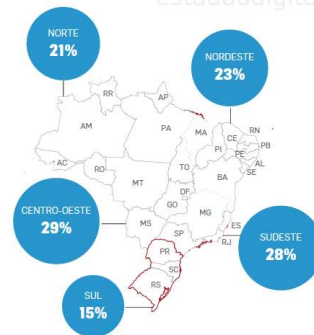 estadodigital
NORTE
21%
NORDESTE
23%
RR
AP
AM
PA
MA
CE
RN
PI
PB
PE
AL
SE
AC
RO
TO
BA
MT
DF
GO
CENTRO-OESTE
29%
MG
MS
ES
SP
RJ
SUDESTE
28%
PR
SC
RS
SUL
15%